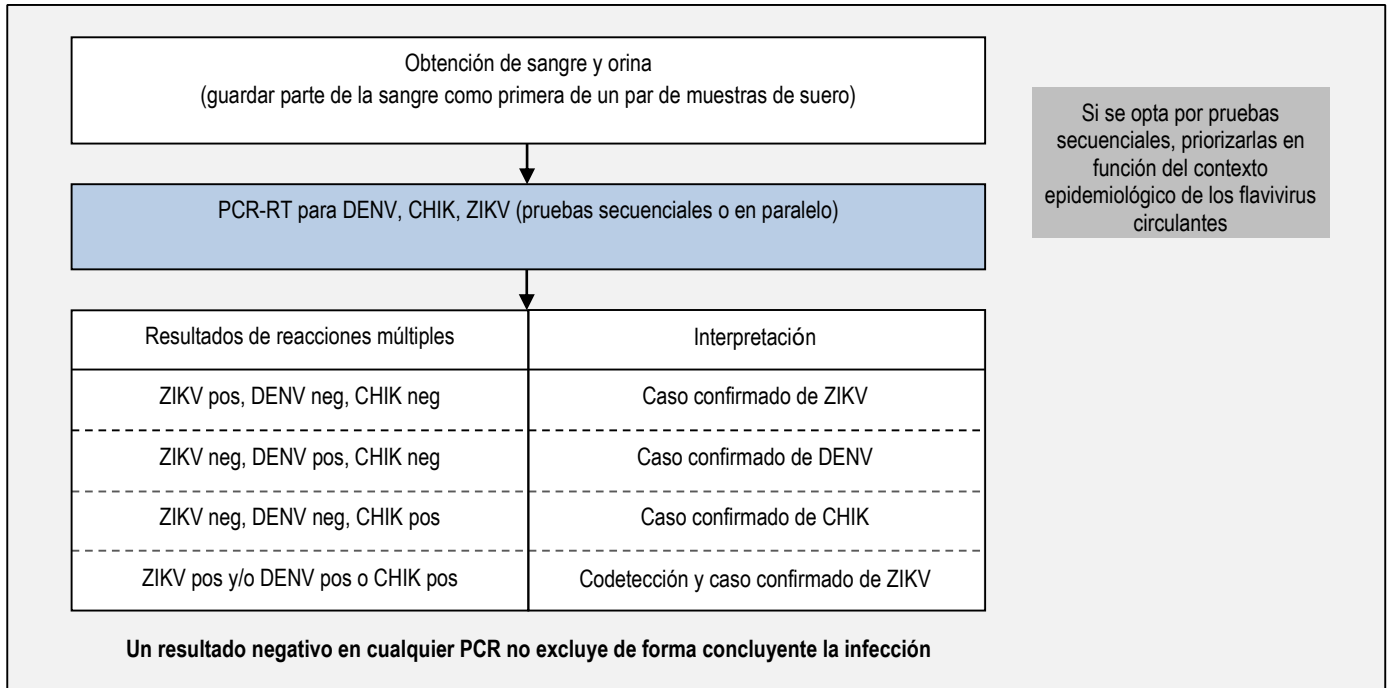 Obtención de sangre y orina
(guardar parte de la sangre como primera de un par de muestras de suero)
Si se opta por pruebas
secuenciales, priorizarlas en
función del contexto
epidemiológico de los flavivirus
circulantes
PCR-RT para DENV, CHIK, ZIKV (pruebas secuenciales o en paralelo)
Resultados de reacciones múltiples
Interpretación
ZIKV pos, DENV neg, CHIK neg
Caso confirmado de ZIKV
ZIKV neg, DENV pos, CHIK neg
Caso confirmado de DENV
ZIKV neg, DENV neg, CHIK pos
Caso confirmado de CHIK
ZIKV pos y/o DENV pos o CHIK pos
Codetección y caso confirmado de ZIKV
Un resultado negativo en cualquier PCR no excluye de forma concluyente la infección